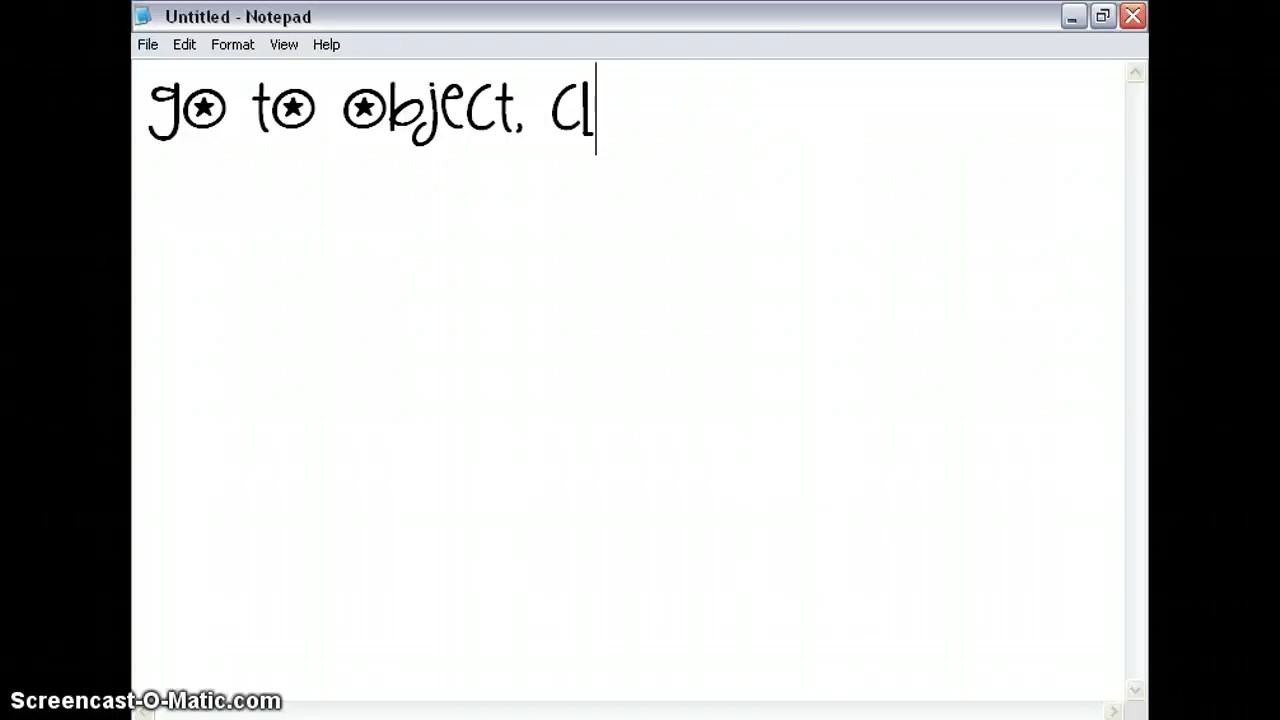 Untitled - Notepad
File Edit Format View Help
go to object, cl
Screencast-O-Matic.com